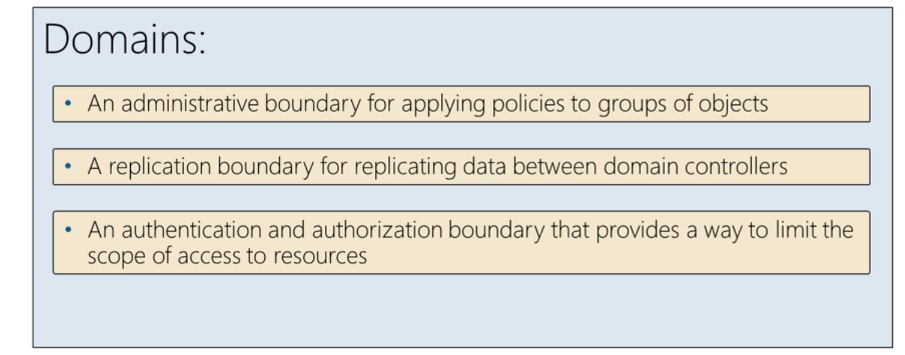 Domains:
• An administrative boundary for applying policies to groups of objects
• A replication boundary for replicating data between domain controllers
• An authentication and authorization boundary that provides a way to limit the
scope of access to resources